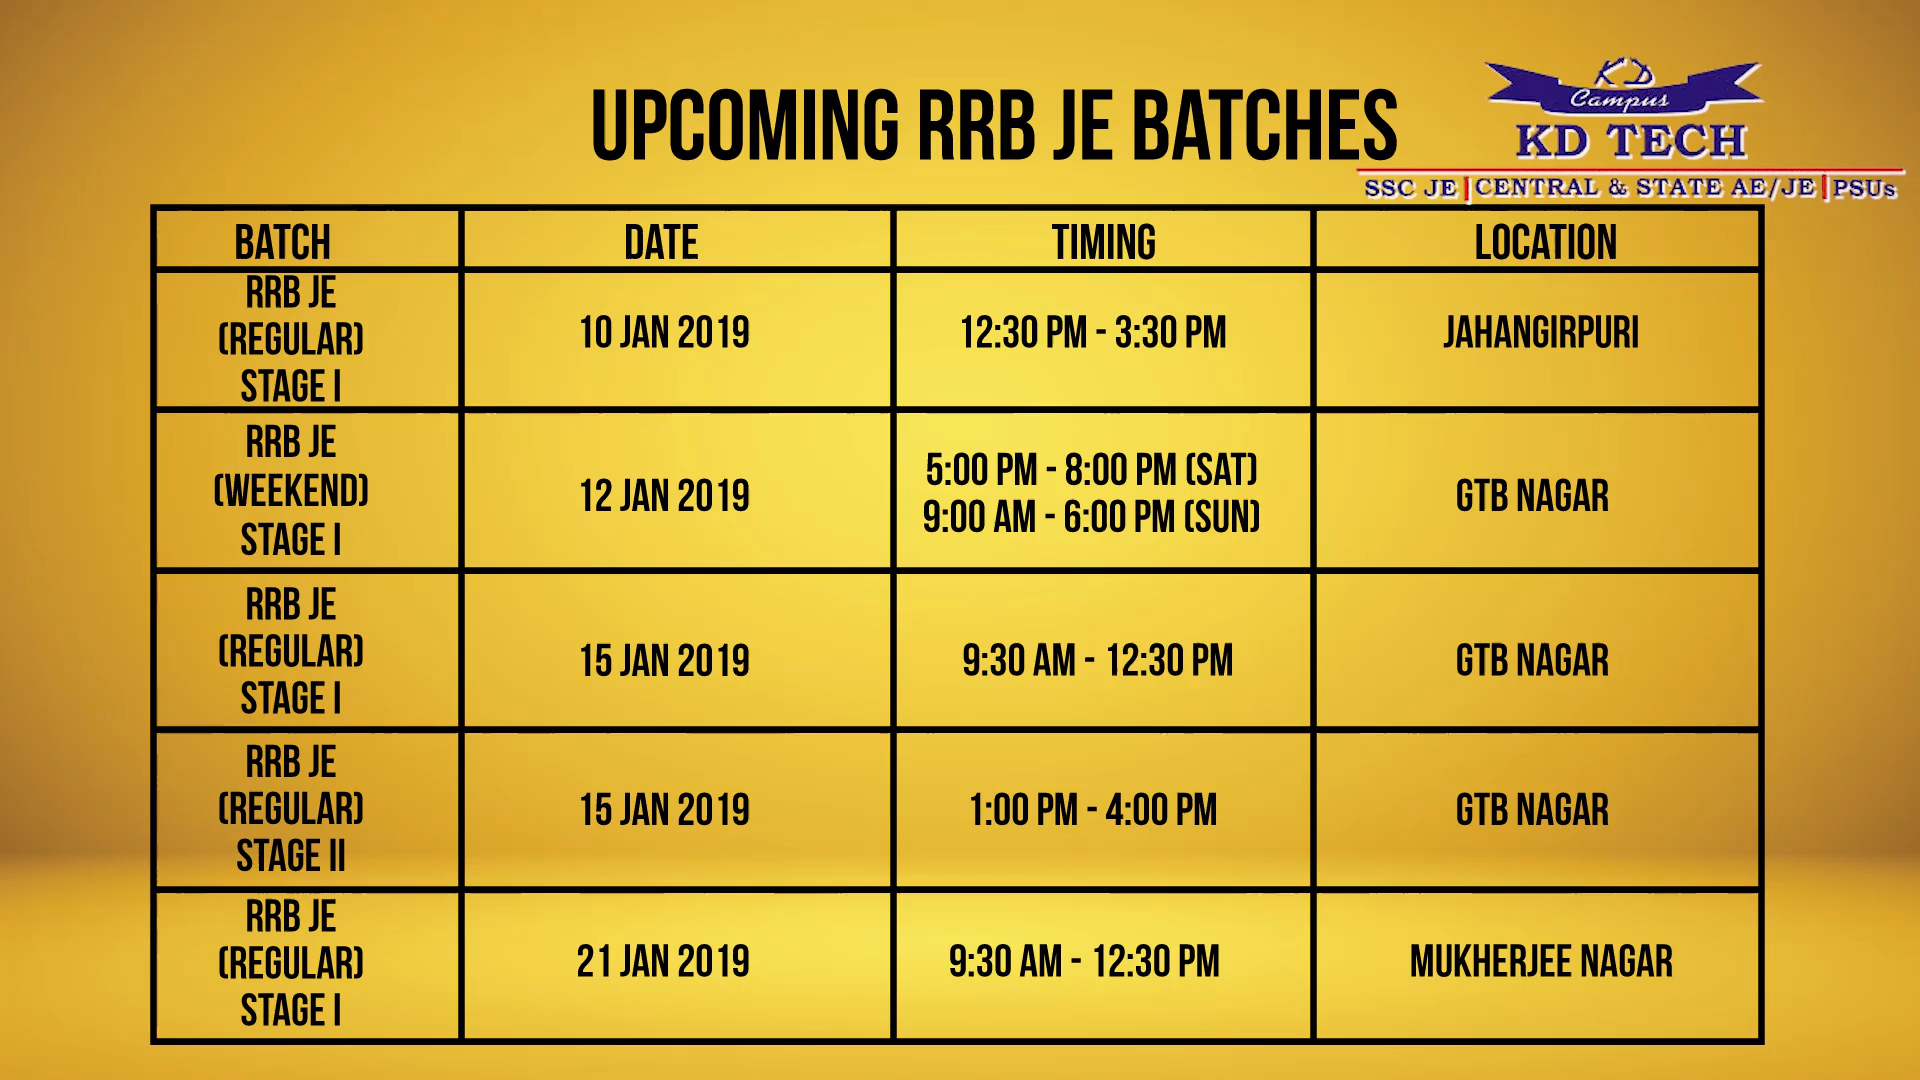 UPCOMING RRB JE BATCHES
KD
Campus
KD TECH
SSC JE | CENTRAL & STATE AE/JE | PSUs
BATCH DATE TIMING LOCATION
RRB JE
(REGULAR)
STAGE I
10 JAN 2019
12:30 PM - 3:30 PM
JAHANGIRPURI
RRB JE
(WEEKEND)
STAGE I
12 JAN 2019
5:00 PM - 8:00 PM (SAT)
9:00 AM - 6:00 PM (SUN)
GTB NAGAR
RRB JE
(REGULAR)
STAGE I
15 JAN 2019
9:30 AM - 12:30 PM
GTB NAGAR
RRB JE
(REGULAR)
STAGE II
15 JAN 2019
1:00 PM - 4:00 PM
GTB NAGAR
RRB JE
(REGULAR)
STAGE I
21 JAN 2019
9:30 AM - 12:30 PM
MUKHERJEE NAGAR